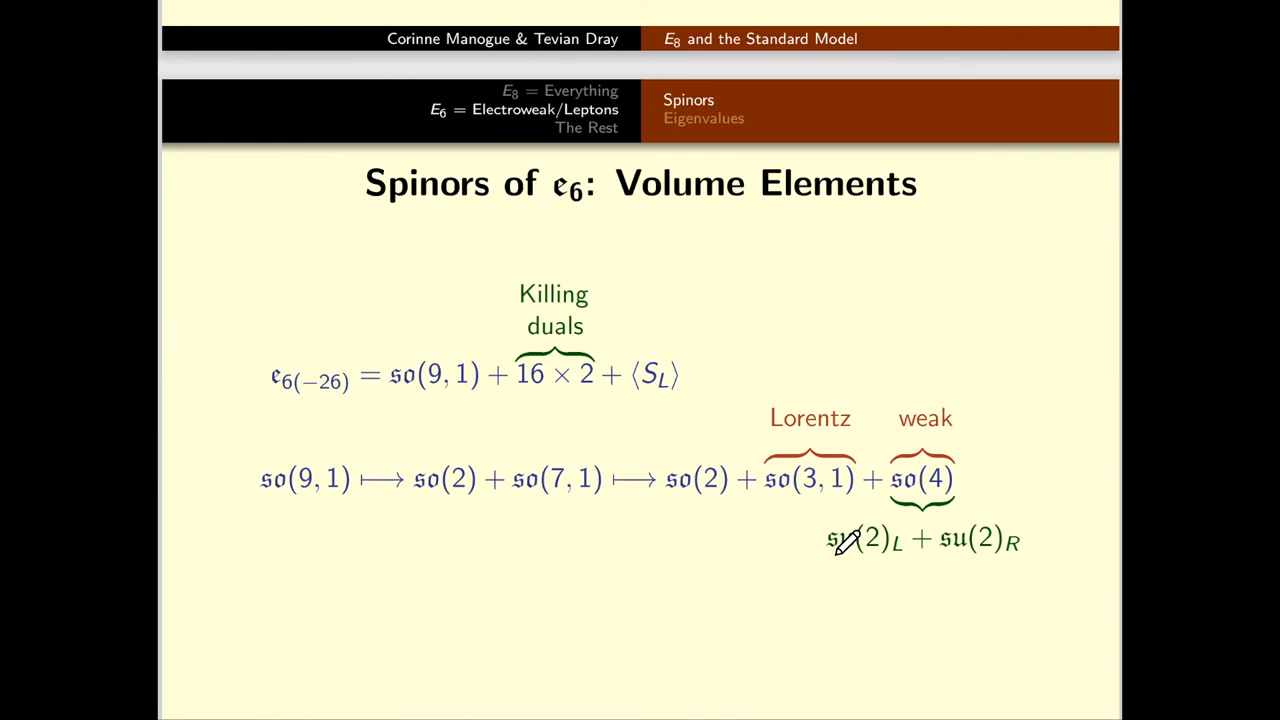 Corinne Manogue & Tevian Dray E₈ and the Standard Model
E₈ = Everything
E₆ = Electroweak/Leptons
The Rest
Spinors
Eigenvalues
Spinors of 𝔢₆: Volume Elements
Killing
duals
𝔢₆₍₋₂₆₎ = 𝔰𝔬(9, 1) + 16 × 2 + ⟨S_L⟩
Lorentz weak
𝔰𝔬(9, 1) ⟼ 𝔰𝔬(2) + 𝔰𝔬(7, 1) ⟼ 𝔰𝔬(2) + 𝔰𝔬(3, 1) + 𝔰𝔬(4)
𝔰𝔲(2)_L + 𝔰𝔲(2)_R